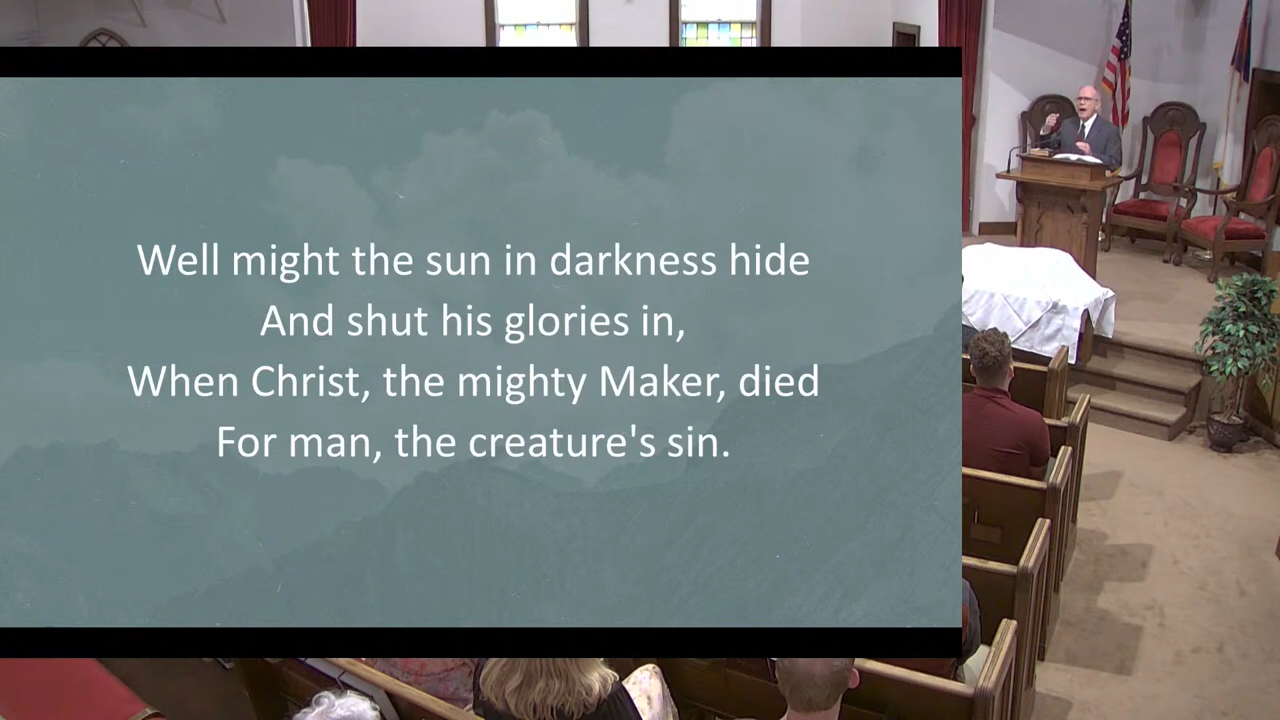 Well might the sun in darkness hide
And shut his glories in,
When Christ, the mighty Maker, died
For man, the creature's sin.